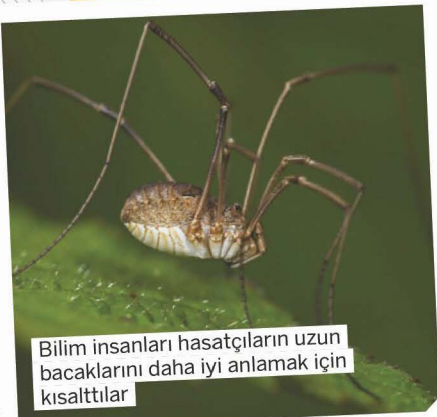 Bilim insanları hasatçıların uzun
bacaklarını daha iyi anlamak için
kısalttılar